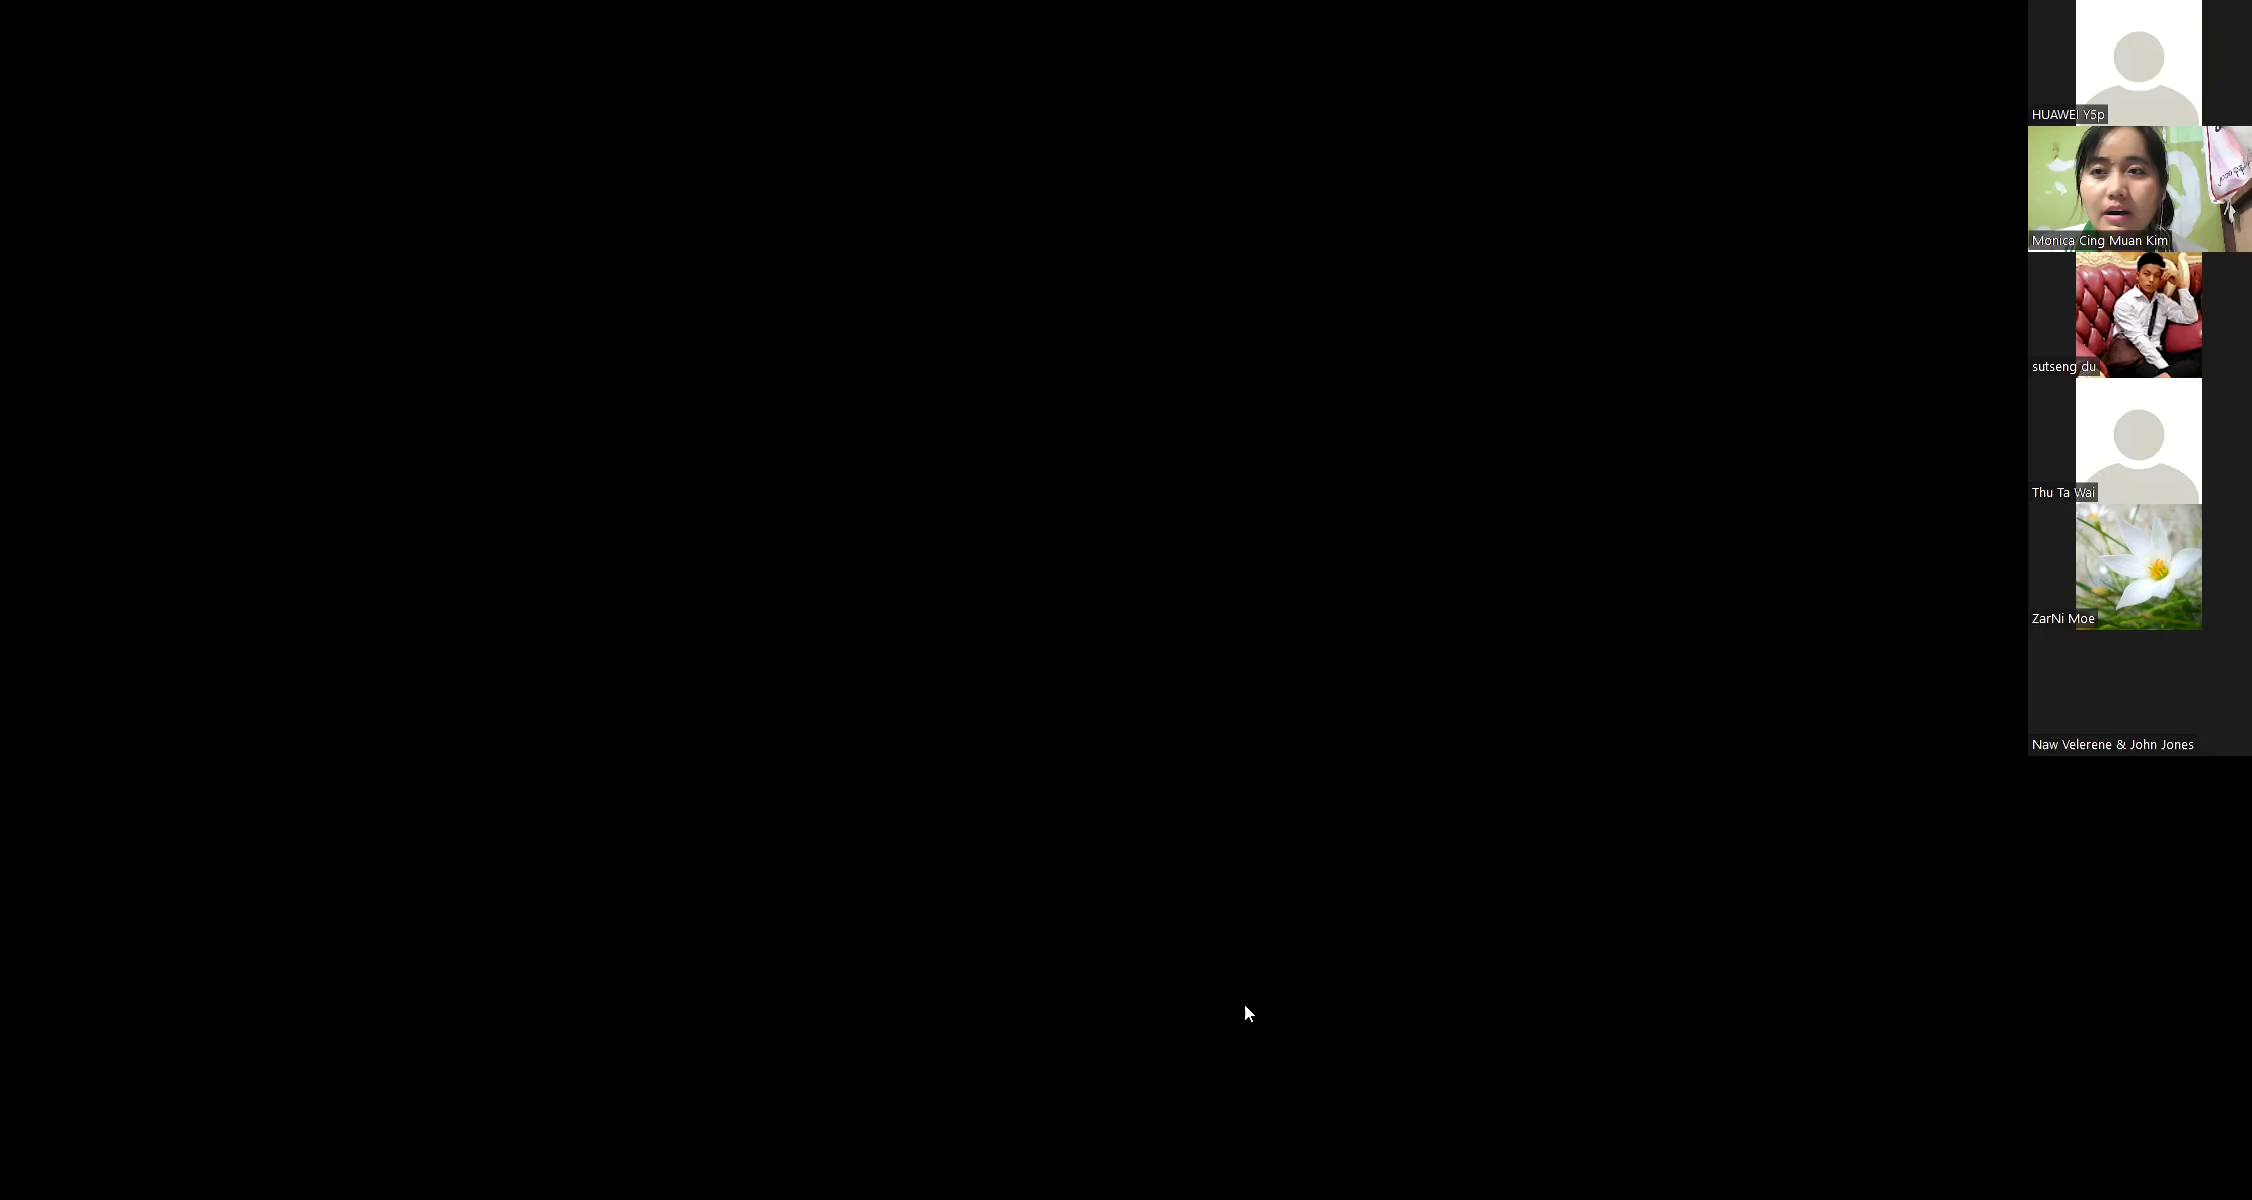 HUAWEI Y5p
Monica Cing Muan Kim
sutseng du
Thu Ta Wai
ZarNi Moe
Naw Velerene & John Jones